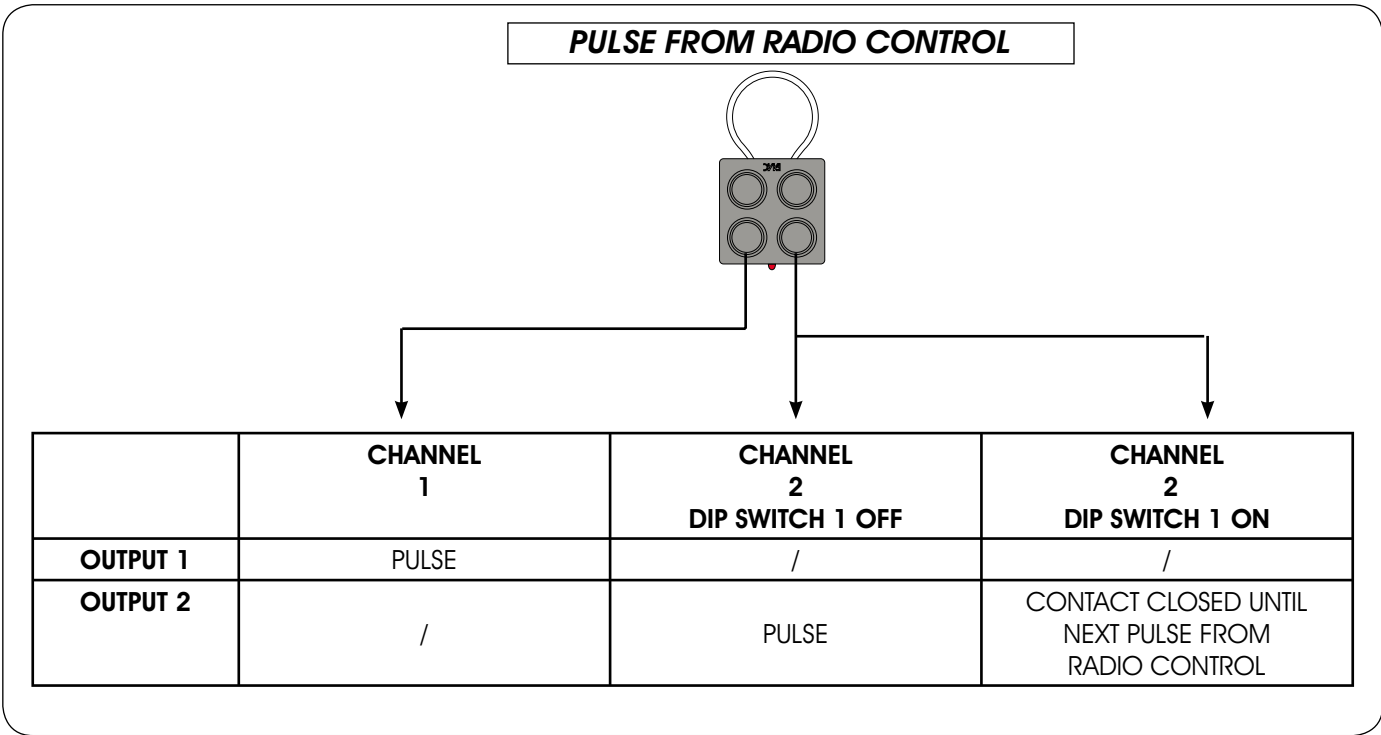 PULSE FROM RADIO CONTROL
CHANNEL
1
CHANNEL
2
DIP SWITCH 1 OFF
CHANNEL
2
DIP SWITCH 1 ON
OUTPUT 1
PULSE
/
/
OUTPUT 2
/
PULSE
CONTACT CLOSED UNTIL
NEXT PULSE FROM
RADIO CONTROL